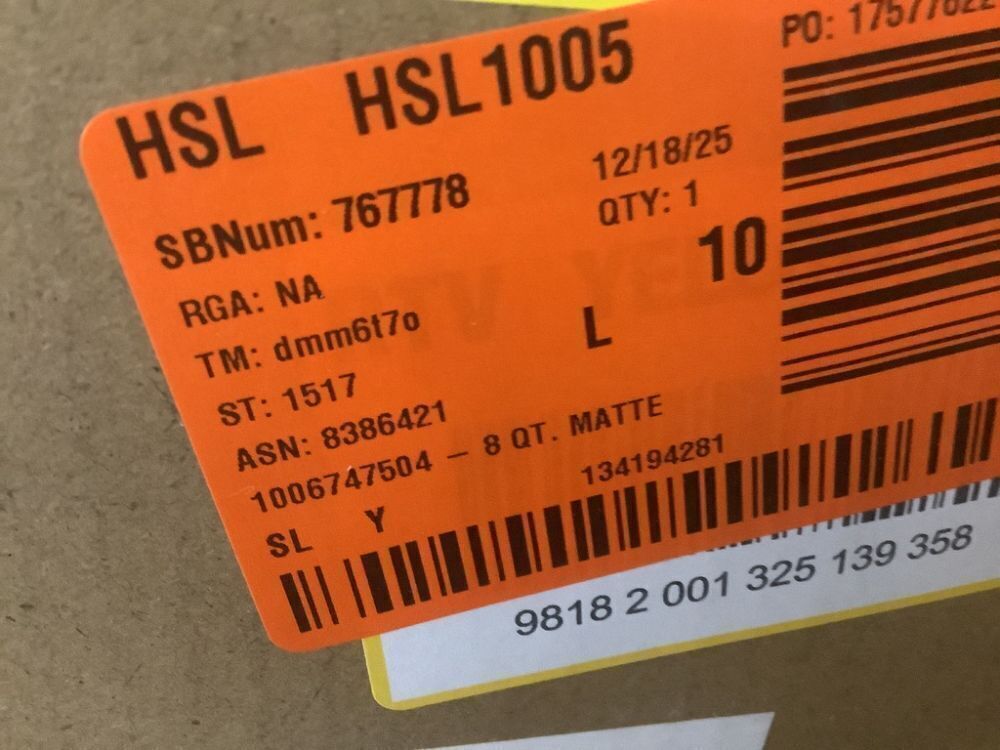 HSL HSL1005
PO:
12/18/25
SBNum: 767778
QTY: 1
RGA: NA
10
TM: dmm6t7o
L
ST: 1517
ASN: 8386421
1006747504 – 8 QT. MATTE
SL Y
134194281
9818 2 001 325 139 358